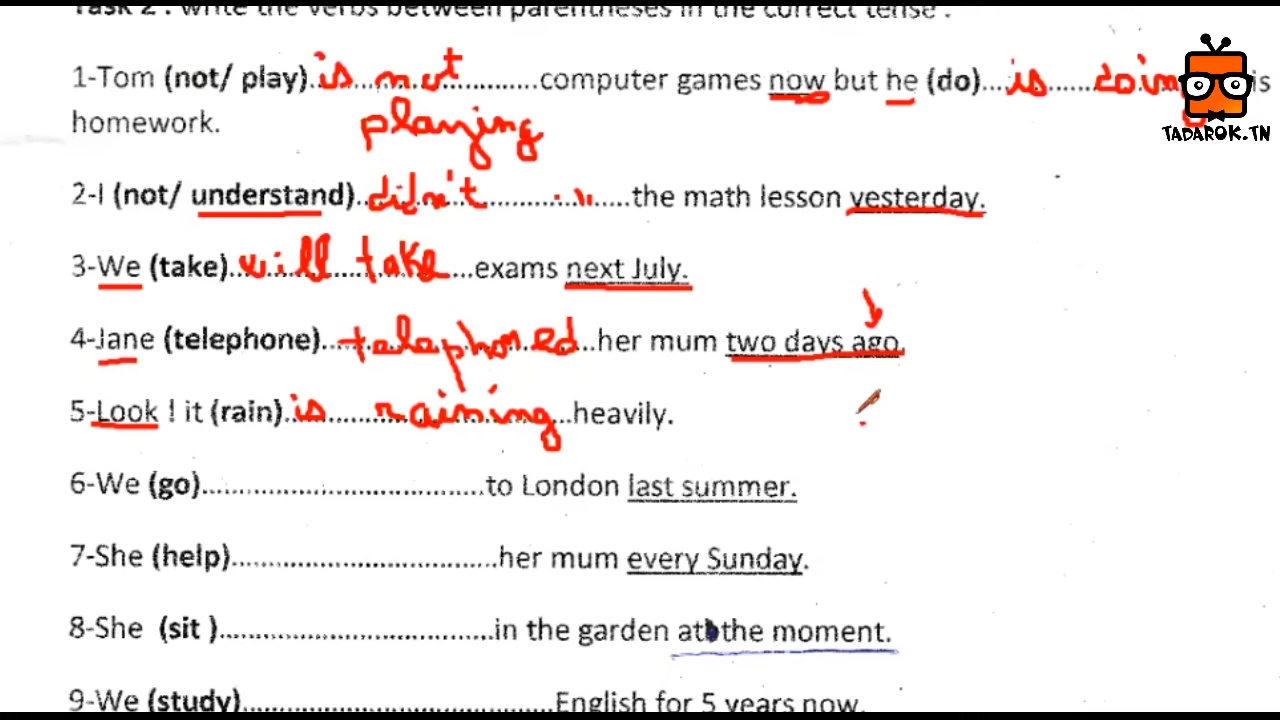 Task 2 : Write the verbs between parentheses in the correct tense .
1-Tom (not/ play) is not computer games now but he (do) is doing is
playing
homework.
TADAROK.TN
2-I (not/ understand) didn't " the math lesson yesterday.
3-We (take) will take exams next July.
4-Jane (telephone) telephoned her mum two days ago.
5-Look ! it (rain) is raining heavily.
6-We (go)................................to London last summer.
7-She (help)................................her mum every Sunday.
8-She (sit )................................in the garden at the moment.
9-We (study)................................English for 5 years now.